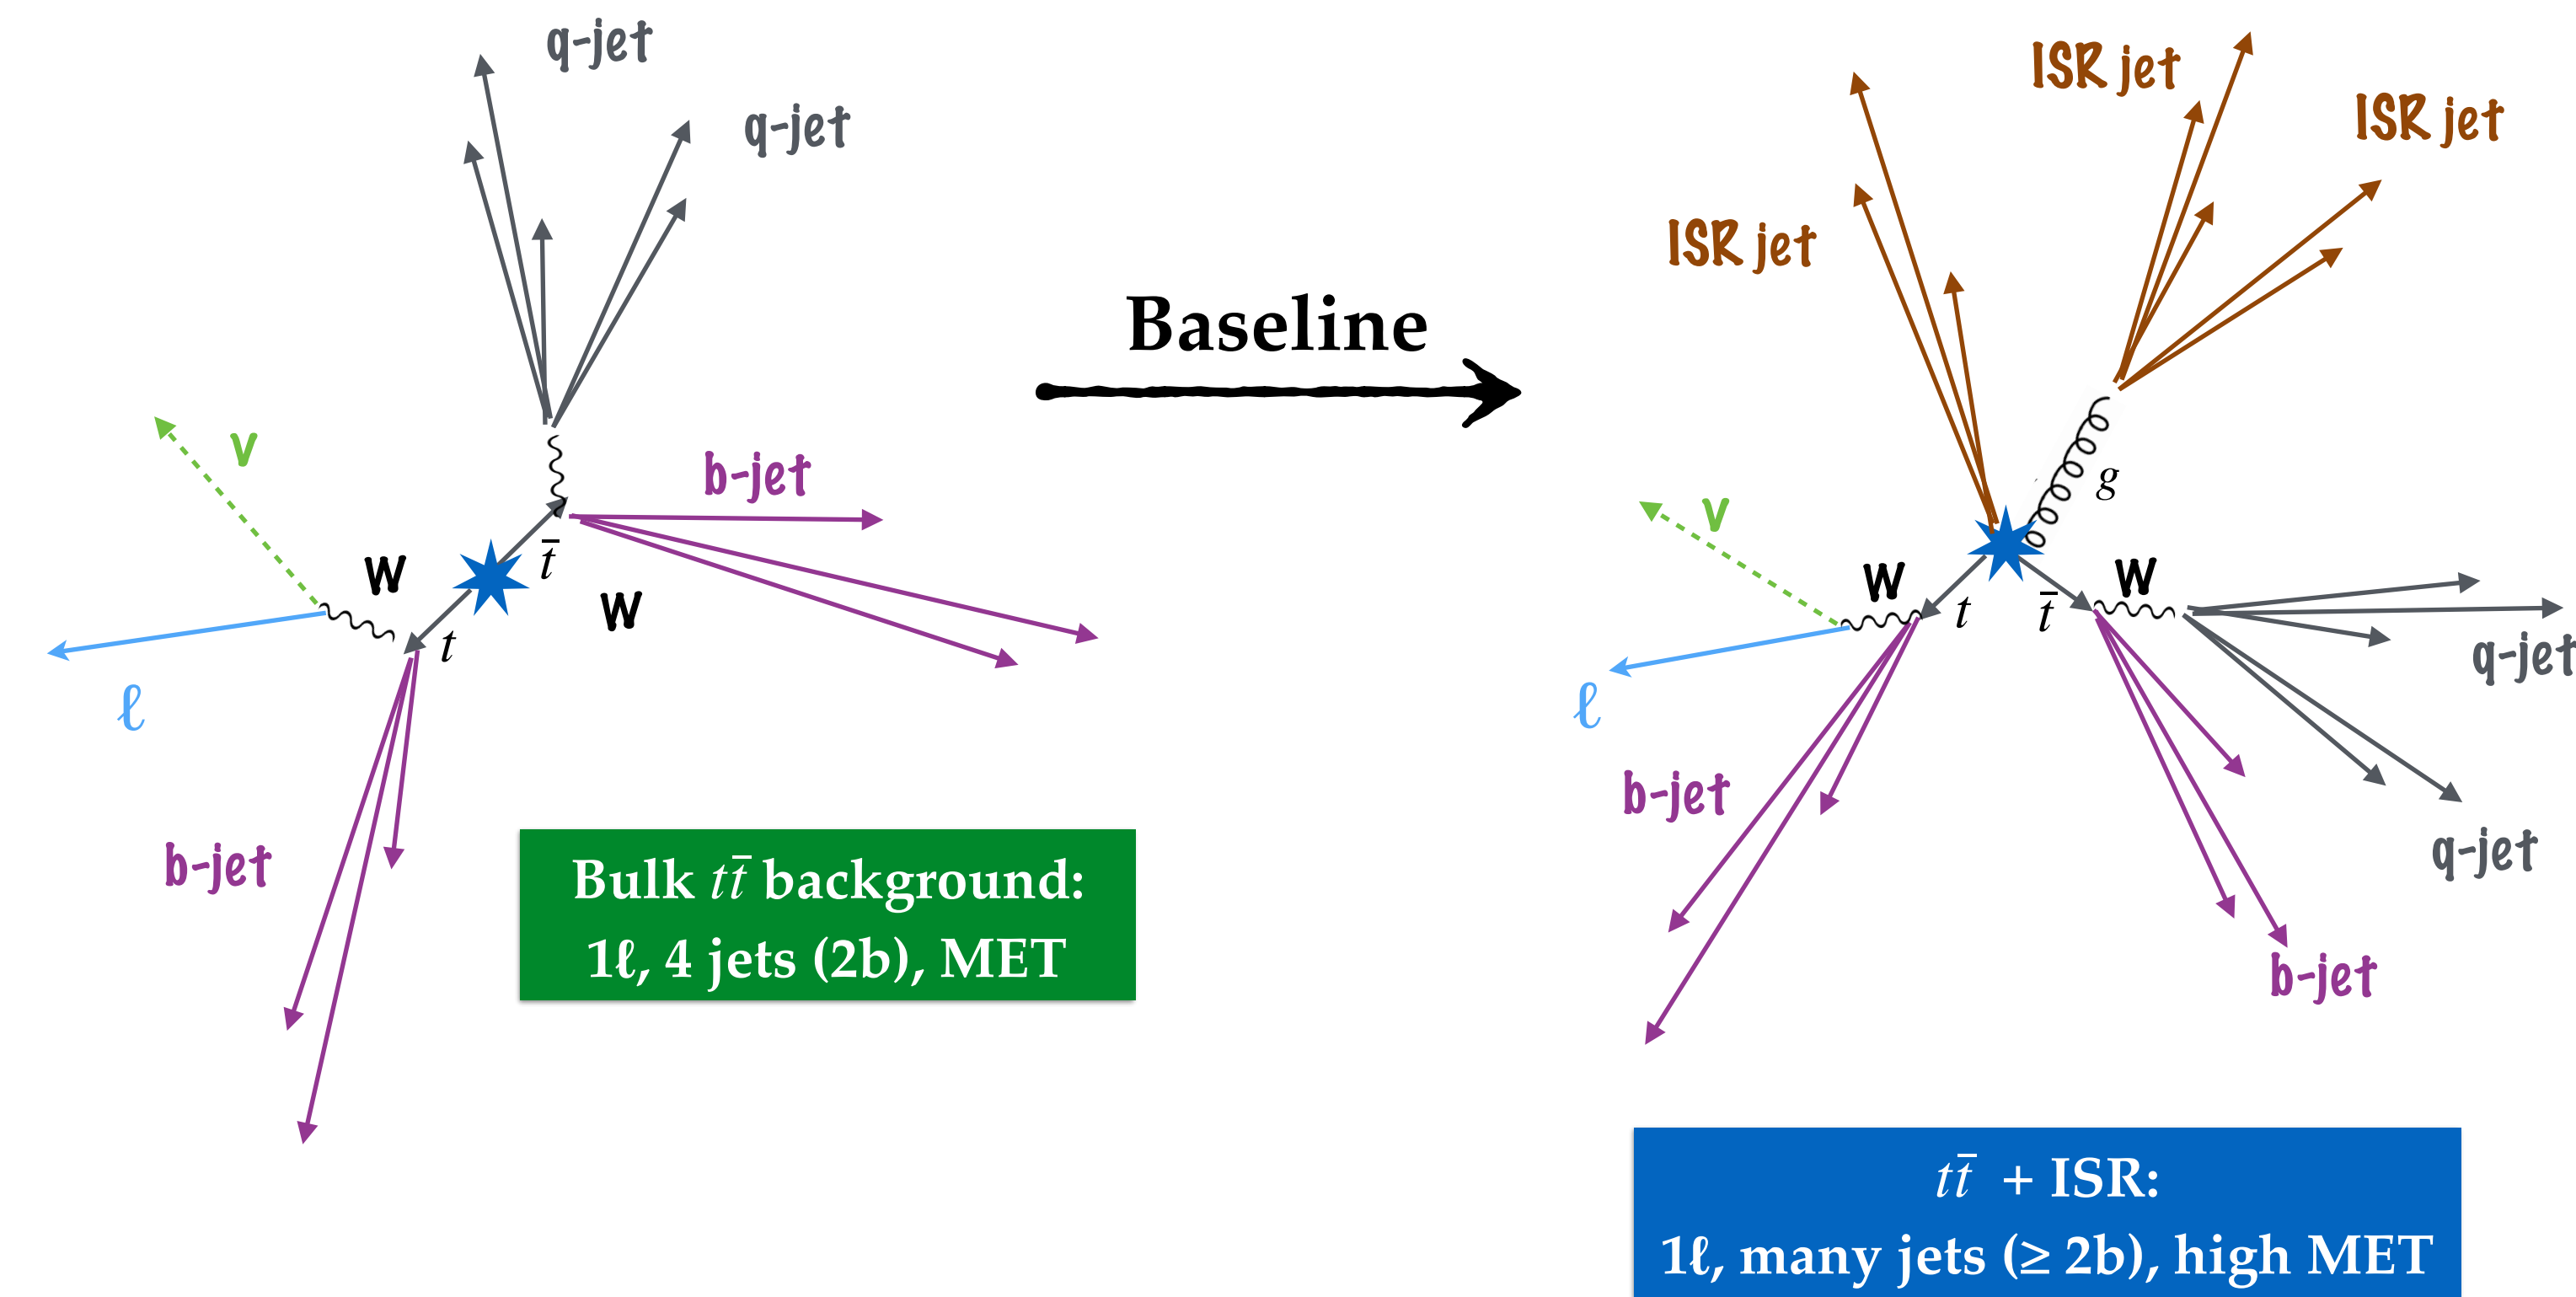 q-jet
q-jet
ν
b-jet
W
t̄
W
t
ℓ
b-jet
Bulk tt̄ background:
1ℓ, 4 jets (2b), MET
Baseline
ISR jet
ISR jet
ISR jet
g
ν
W
t
t̄
W
q-jet
ℓ
b-jet
q-jet
b-jet
tt̄ + ISR:
1ℓ, many jets (≥ 2b), high MET